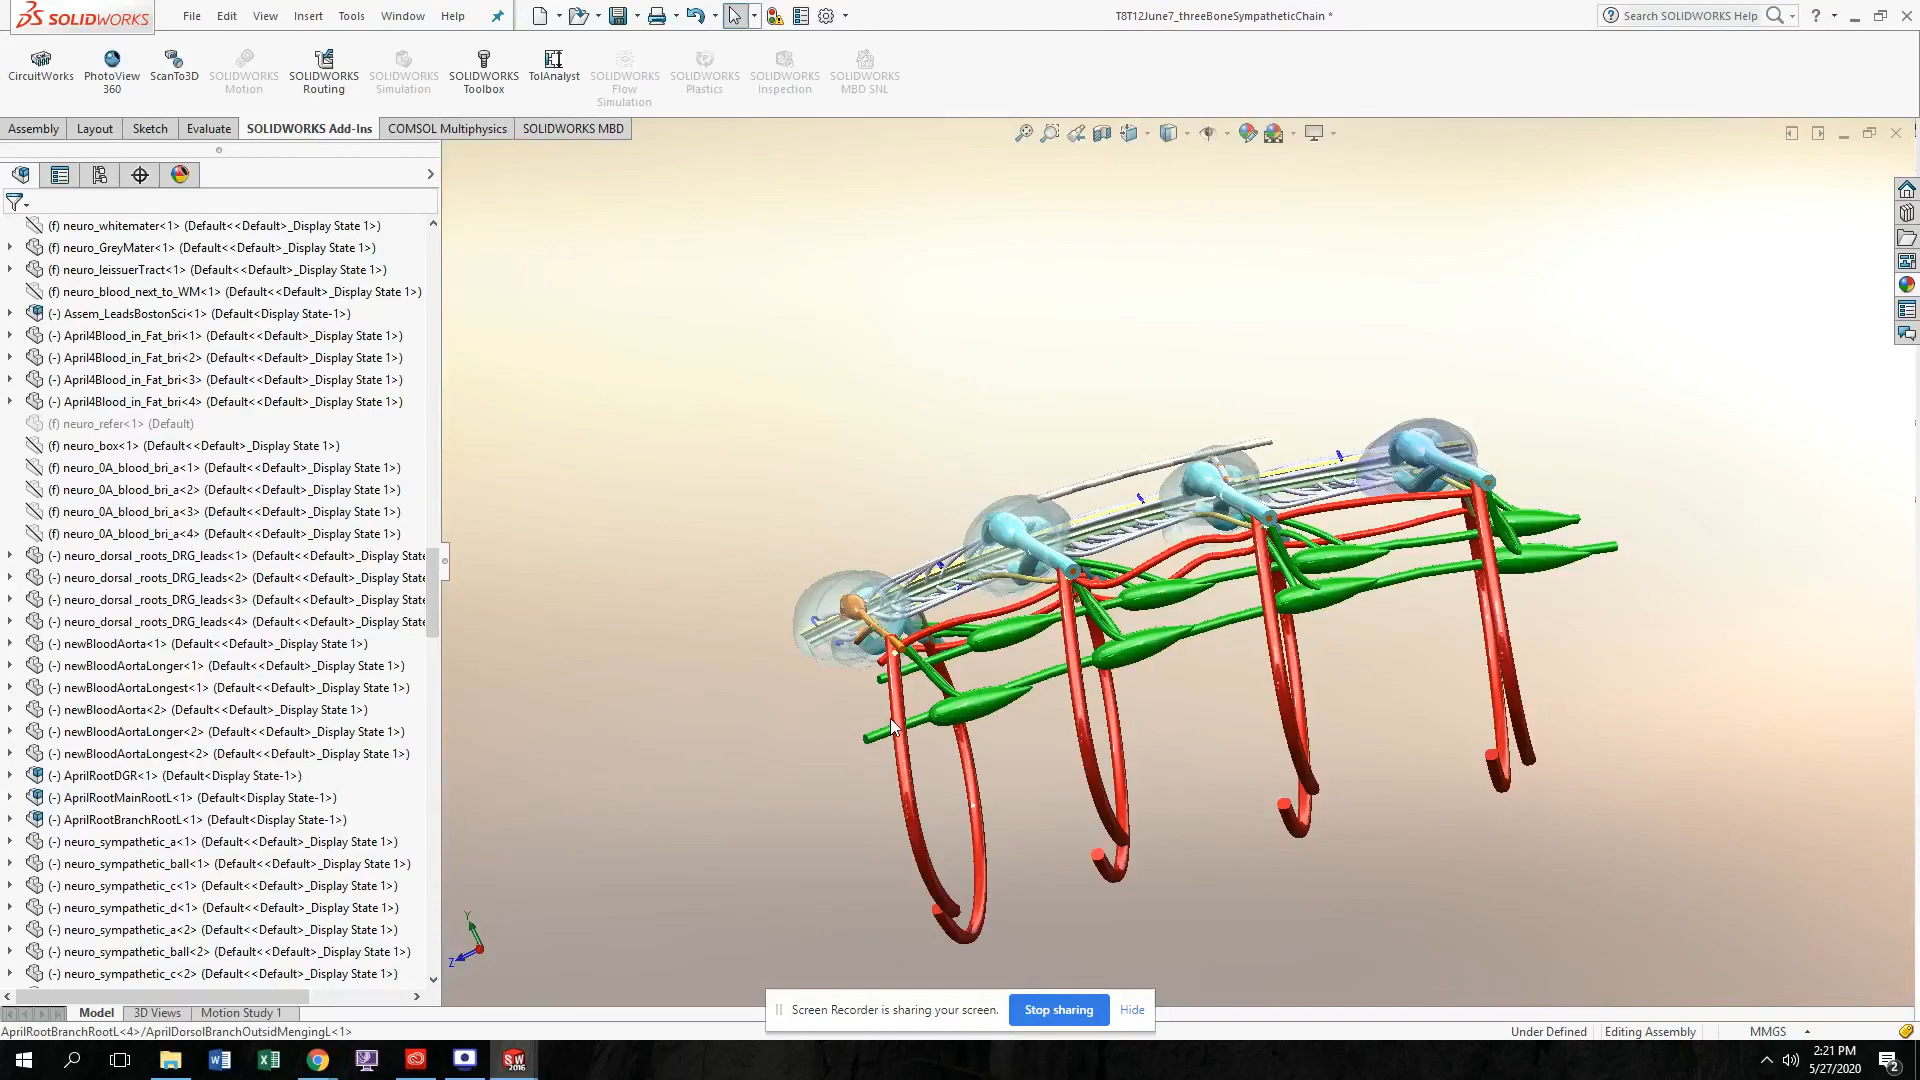 SOLIDWORKS File Edit View Insert Tools Window Help T8T12June7_threeBoneSympatheticChain * Search SOLIDWORKS Help
CircuitWorks PhotoView 360 ScanTo3D SOLIDWORKS Motion SOLIDWORKS Routing SOLIDWORKS Simulation SOLIDWORKS Toolbox TolAnalyst SOLIDWORKS Flow Simulation SOLIDWORKS Plastics SOLIDWORKS Inspection SOLIDWORKS MBD SNL
Assembly Layout Sketch Evaluate SOLIDWORKS Add-Ins COMSOL Multiphysics SOLIDWORKS MBD
(f) neuro_whitemater<1> (Default<<Default>_Display State 1>)
(f) neuro_GreyMater<1> (Default<<Default>_Display State 1>)
(f) neuro_leissuerTract<1> (Default<<Default>_Display State 1>)
(f) neuro_blood_next_to_WM<1> (Default<<Default>_Display State 1>)
(-) Assem_LeadsBostonSci<1> (Default<Display State-1>)
(-) April4Blood_in_Fat_bri<1> (Default<<Default>_Display State 1>)
(-) April4Blood_in_Fat_bri<2> (Default<<Default>_Display State 1>)
(-) April4Blood_in_Fat_bri<3> (Default<<Default>_Display State 1>)
(-) April4Blood_in_Fat_bri<4> (Default<<Default>_Display State 1>)
(f) neuro_refer<1> (Default)
(f) neuro_box<1> (Default<<Default>_Display State 1>)
(f) neuro_0A_blood_bri_a<1> (Default<<Default>_Display State 1>)
(f) neuro_0A_blood_bri_a<2> (Default<<Default>_Display State 1>)
(f) neuro_0A_blood_bri_a<3> (Default<<Default>_Display State 1>)
(f) neuro_0A_blood_bri_a<4> (Default<<Default>_Display State 1>)
(-) neuro_dorsal _roots_DRG_leads<1> (Default<<Default>_Display State
(-) neuro_dorsal _roots_DRG_leads<2> (Default<<Default>_Display State
(-) neuro_dorsal _roots_DRG_leads<3> (Default<<Default>_Display State
(-) neuro_dorsal _roots_DRG_leads<4> (Default<<Default>_Display State
(-) newBloodAorta<1> (Default<<Default>_Display State 1>)
(-) newBloodAortaLonger<1> (Default<<Default>_Display State 1>)
(-) newBloodAortaLongest<1> (Default<<Default>_Display State 1>)
(-) newBloodAorta<2> (Default<<Default>_Display State 1>)
(-) newBloodAortaLonger<2> (Default<<Default>_Display State 1>)
(-) newBloodAortaLongest<2> (Default<<Default>_Display State 1>)
(-) AprilRootDGR<1> (Default<Display State-1>)
(-) AprilRootMainRootL<1> (Default<Display State-1>)
(-) AprilRootBranchRootL<1> (Default<Display State-1>)
(-) neuro_sympathetic_a<1> (Default<<Default>_Display State 1>)
(-) neuro_sympathetic_ball<1> (Default<<Default>_Display State 1>)
(-) neuro_sympathetic_c<1> (Default<<Default>_Display State 1>)
(-) neuro_sympathetic_d<1> (Default<<Default>_Display State 1>)
(-) neuro_sympathetic_a<2> (Default<<Default>_Display State 1>)
(-) neuro_sympathetic_ball<2> (Default<<Default>_Display State 1>)
(-) neuro_sympathetic_c<2> (Default<<Default>_Display State 1>)
Y
Z
Screen Recorder is sharing your screen. Stop sharing Hide
Model 3D Views Motion Study 1
AprilRootBranchRootL<4>/AprilDorsolBranchOutsidMengingL<1> Under Defined Editing Assembly MMGS
SW 2016
2:21 PM
5/27/2020
2